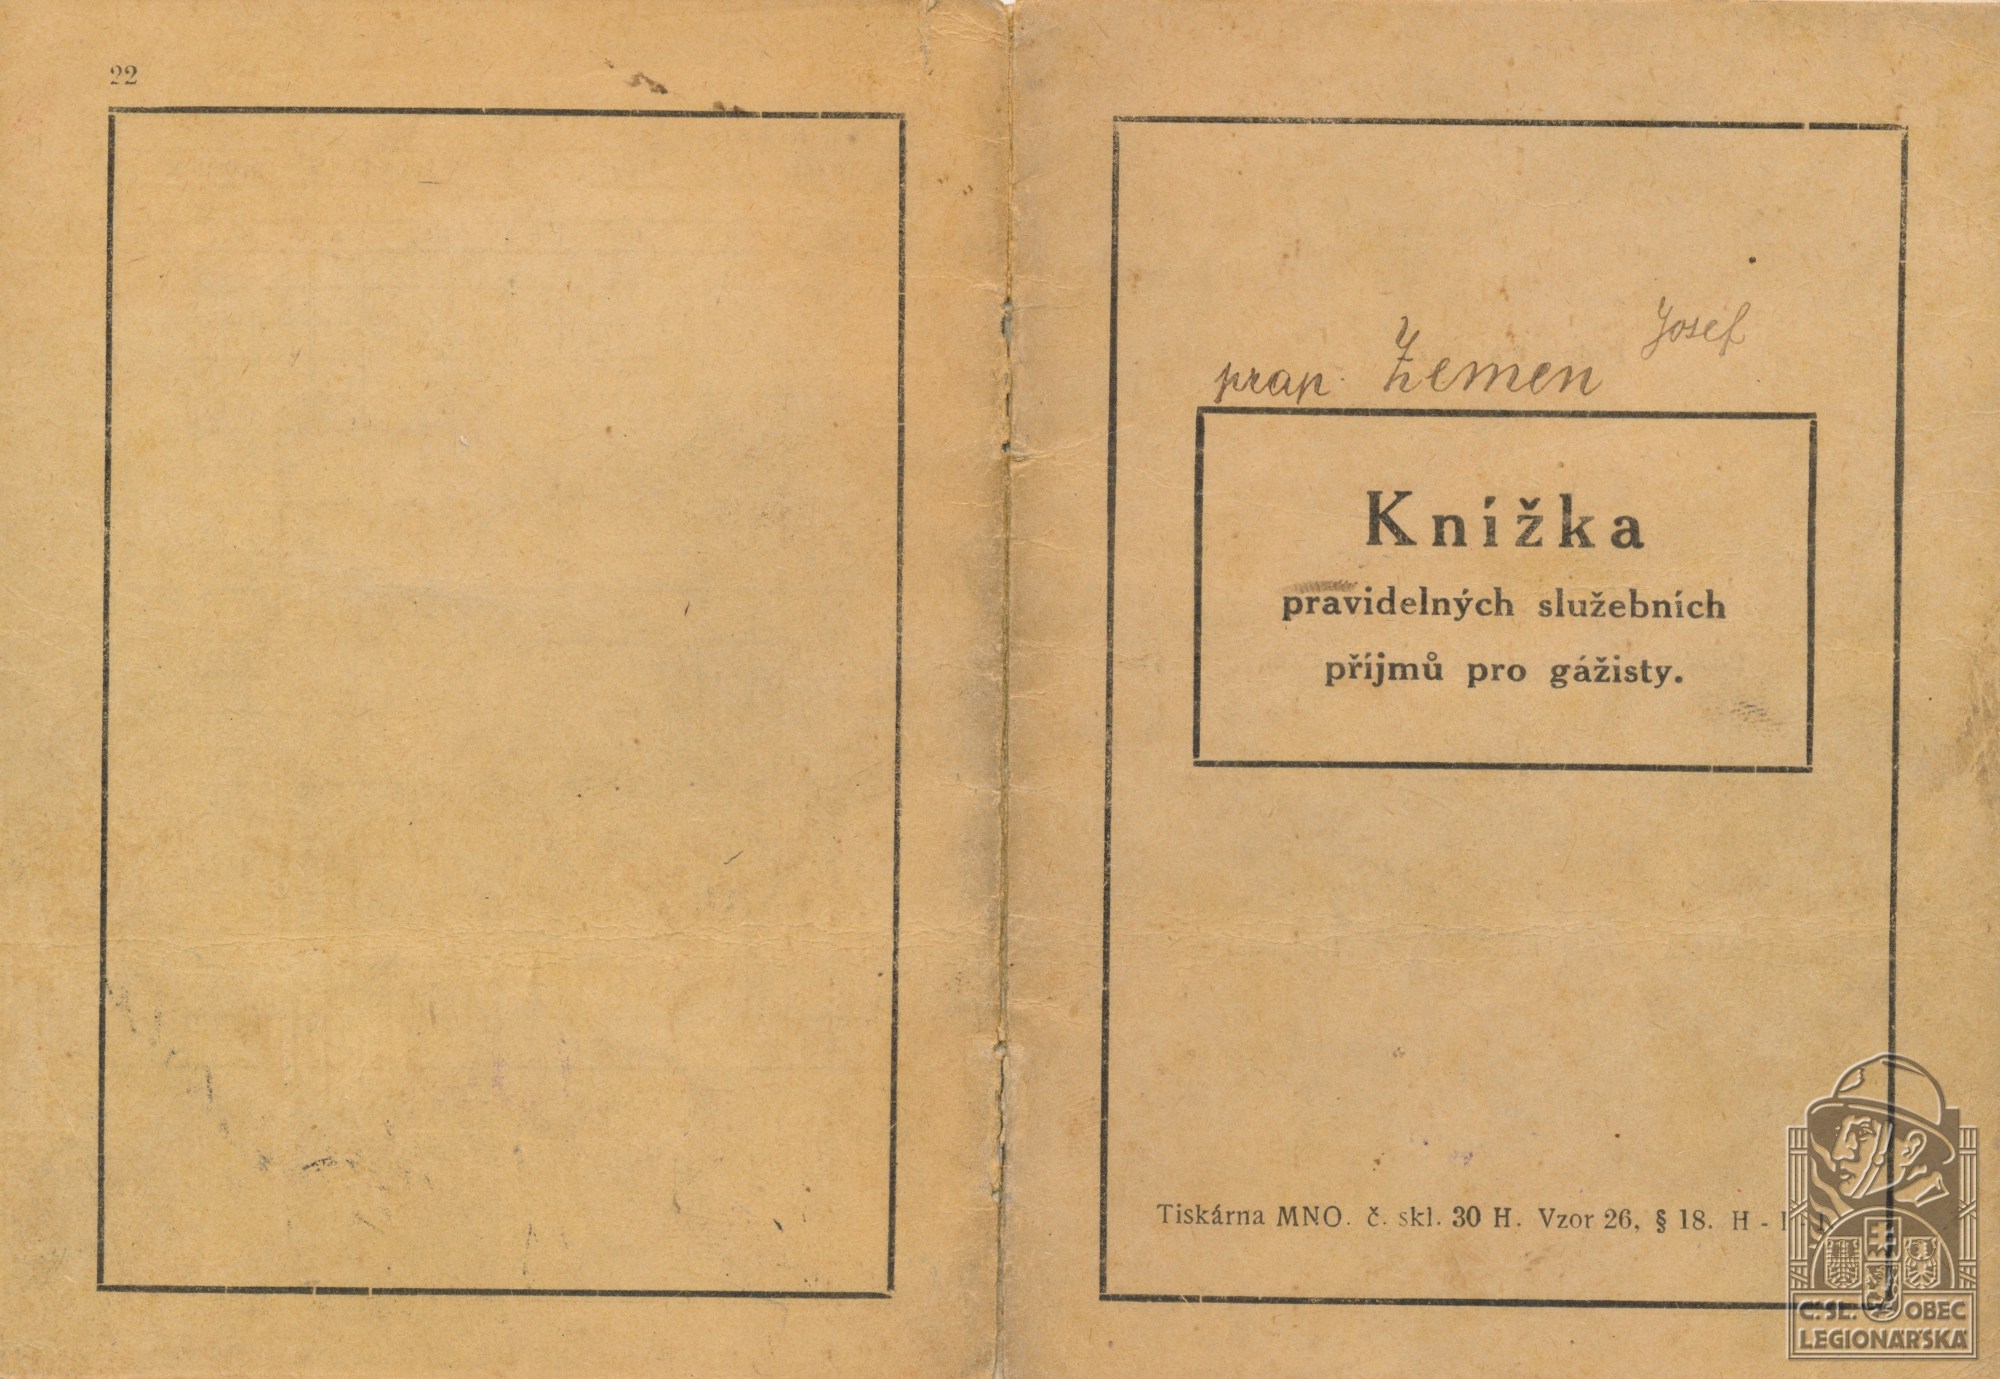 22
Josef
prap. Zemen
Knížka
pravidelných služebních
příjmů pro gážisty.
Tiskárna MNO. č. skl. 30 H. Vzor 26, § 18. H -
Č. SL. OBEC
LEGIONÁŘSKÁ